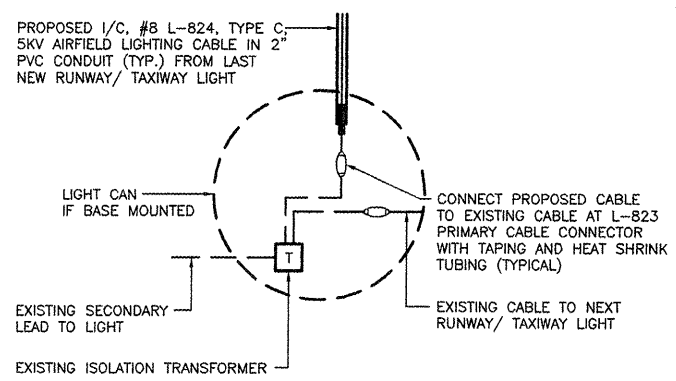 PROPOSED I/C, #8 L-824, TYPE C,
5KV AIRFIELD LIGHTING CABLE IN 2"
PVC CONDUIT (TYP.) FROM LAST
NEW RUNWAY/ TAXIWAY LIGHT
LIGHT CAN
IF BASE MOUNTED
CONNECT PROPOSED CABLE
TO EXISTING CABLE AT L-823
PRIMARY CABLE CONNECTOR
WITH TAPING AND HEAT SHRINK
TUBING (TYPICAL)
T
EXISTING SECONDARY
LEAD TO LIGHT
EXISTING CABLE TO NEXT
RUNWAY/ TAXIWAY LIGHT
EXISTING ISOLATION TRANSFORMER